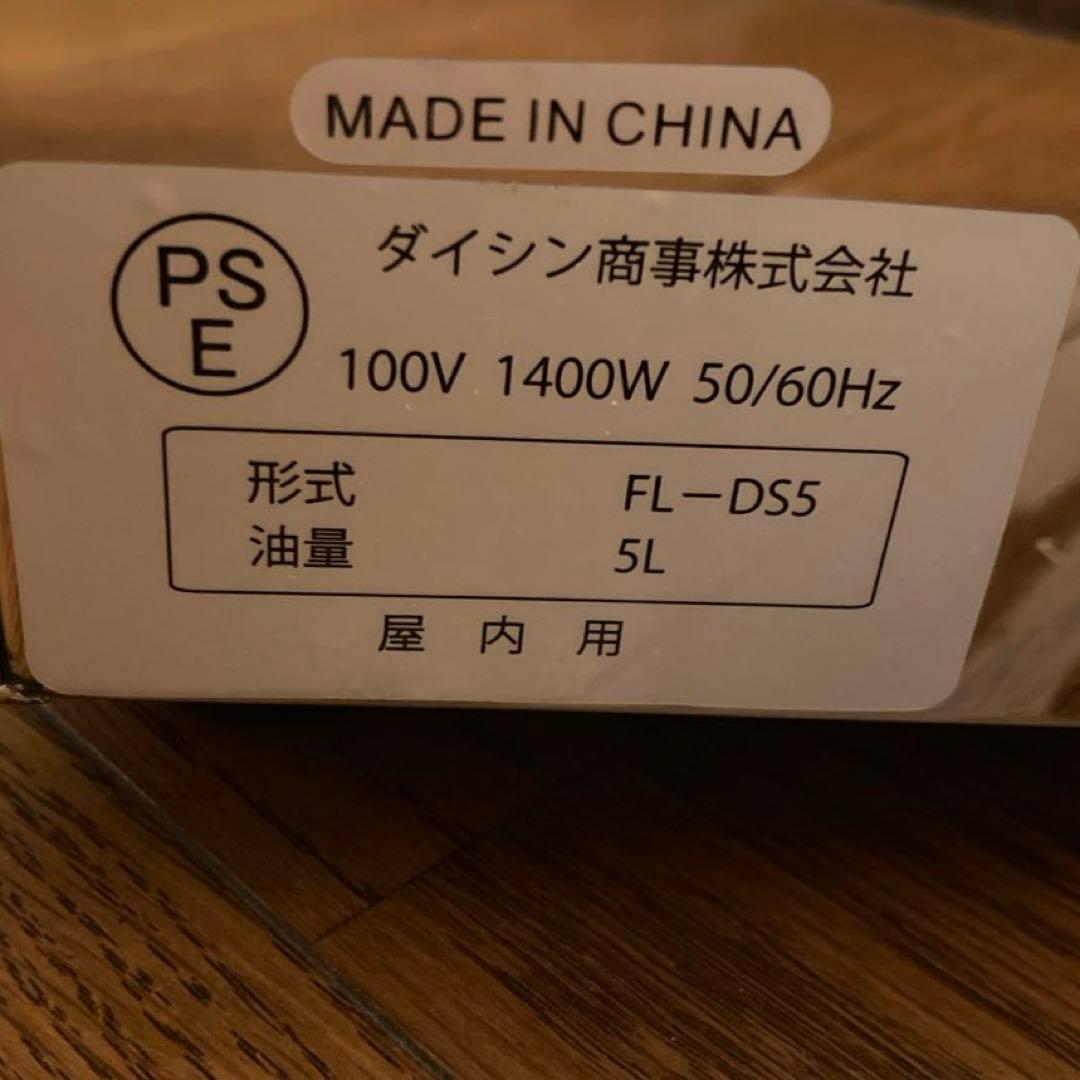 MADE IN CHINA
PS
E
ダイシン商事株式会社
100V 1400W 50/60Hz
形式 FL－DS5
油量 5L
屋 内 用